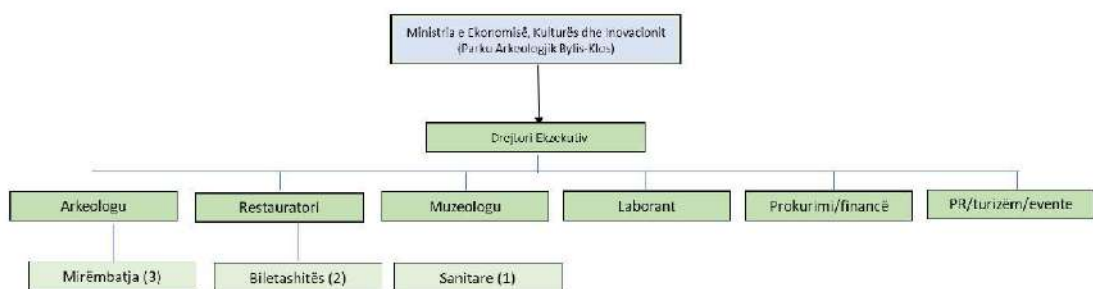 Ministria e Ekonomisë, Kulturës dhe Inovacionit
(Parku Arkeologjik Bylis-Klos)
Drejtori Ekzekutiv
Arkeologu
Restauratori
Muzeologu
Laborant
Prokurimi/financë
PR/turizëm/evente
Mirëmbatja (3)
Biletashitës (2)
Sanitare (1)